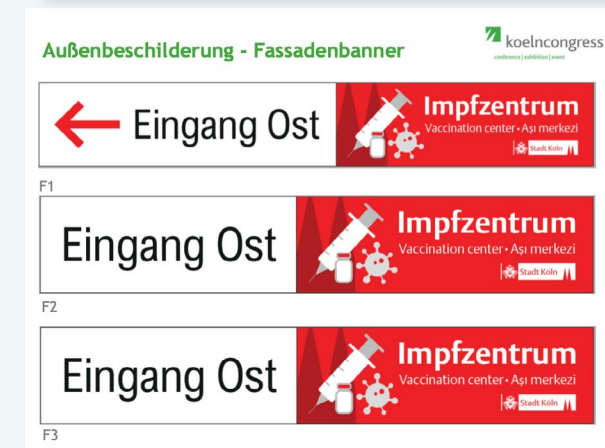 Außenbeschilderung - Fassadenbanner
koelncongress
conference | exhibition | event
Eingang Ost
Impfzentrum
Vaccination center • Aşı merkezi
Stadt Köln
F1
Eingang Ost
Impfzentrum
Vaccination center • Aşı merkezi
Stadt Köln
F2
Eingang Ost
Impfzentrum
Vaccination center • Aşı merkezi
Stadt Köln
F3